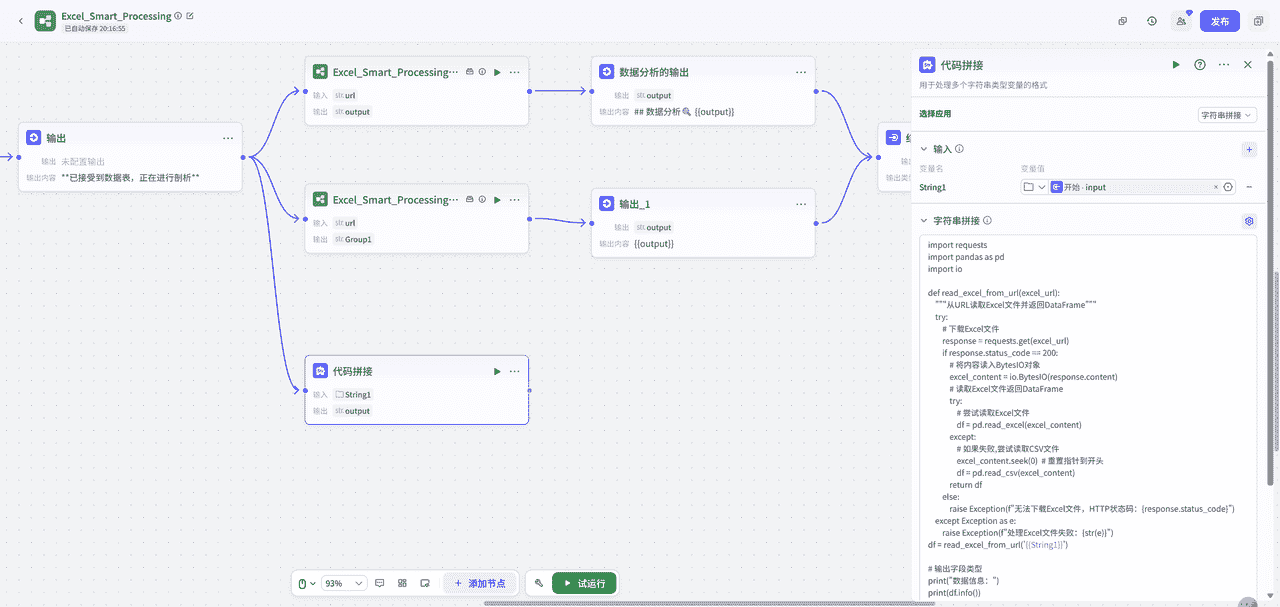 Excel_Smart_Processing
已自动保存 20:16:55
发布
输出
输出 未配置输出
输出内容 **已接受到数据表，正在进行剖析**
Excel_Smart_Processing…
输入 str. url
输出 str. output
数据分析的输出
输出 str. output
输出内容 ## 数据分析🔍 {{output}}
Excel_Smart_Processing…
输入 str. url
输出 str. Group1
输出_1
输出 str. output
输出内容 {{output}}
代码拼接
输入 String1
输出 str. output
93%
添加节点
试运行
代码拼接
用于处理多个字符串类型变量的格式
选择应用
字符串拼接
输入
变量名 变量值
String1 开始 · input
字符串拼接
import requests
import pandas as pd
import io
def read_excel_from_url(excel_url):
"""从URL读取Excel文件并返回DataFrame"""
try:
# 下载Excel文件
response = requests.get(excel_url)
if response.status_code == 200:
# 将内容读入BytesIO对象
excel_content = io.BytesIO(response.content)
# 读取Excel文件返回DataFrame
try:
# 尝试读取Excel文件
df = pd.read_excel(excel_content)
except:
# 如果失败,尝试读取CSV文件
excel_content.seek(0) # 重置指针到开头
df = pd.read_csv(excel_content)
return df
else:
raise Exception(f"无法下载Excel文件，HTTP状态码：{response.status_code}")
except Exception as e:
raise Exception(f"处理Excel文件失败：{str(e)}")
df = read_excel_from_url('{{String1}}')
# 输出字段类型
print("数据信息：")
print(df.info())